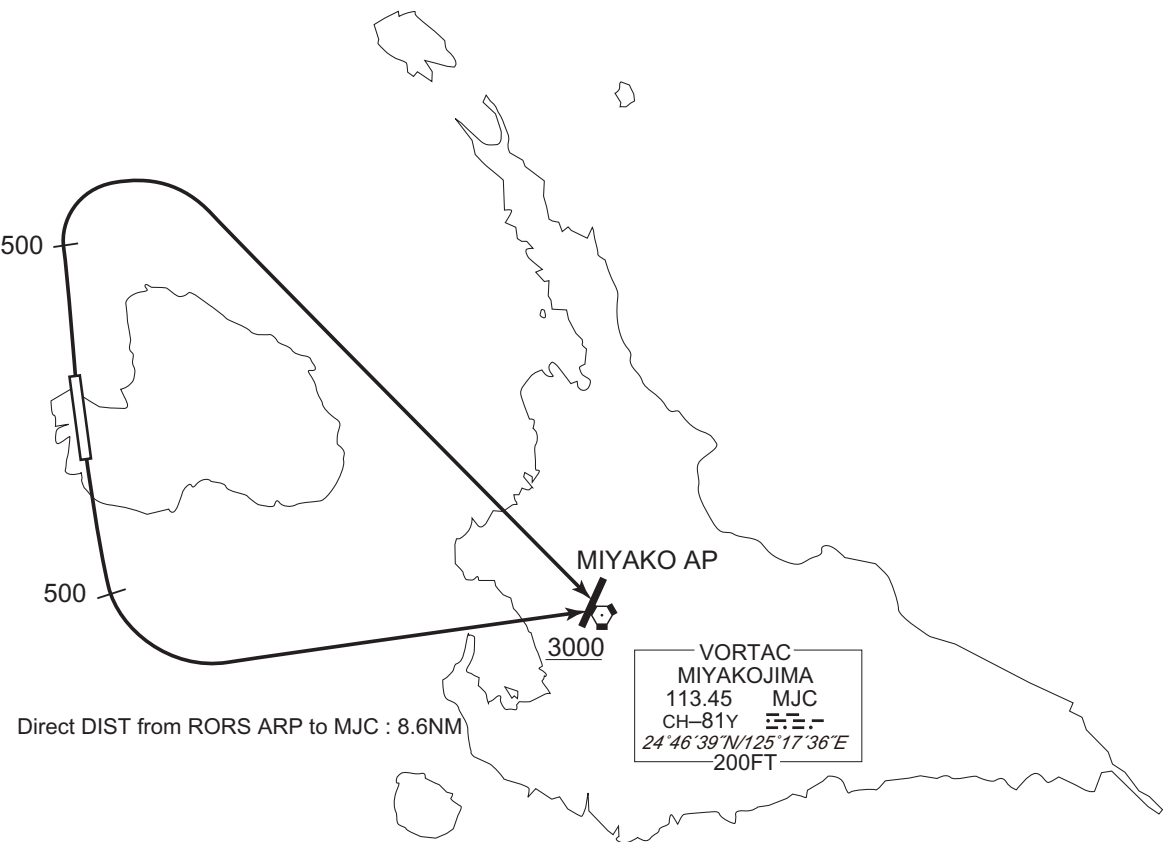 500
MIYAKO AP
500
3000
VORTAC
MIYAKOJIMA
113.45 MJC
CH–81Y
24°46´39˝N/125°17´36˝E
200FT
Direct DIST from RORS ARP to MJC : 8.6NM